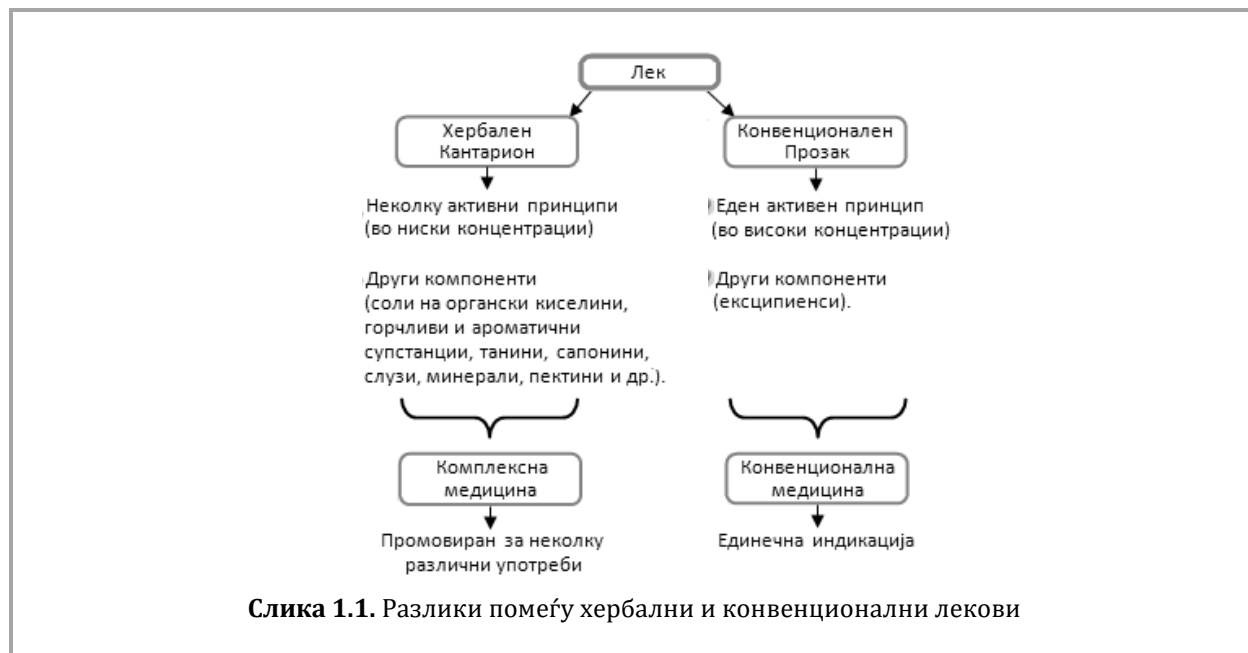 Лек
Хербален
Кантарион
Неколку активни принципи
(во ниски концентрации)
Други компоненти
(соли на органски киселини,
горчливи и ароматични
супстанции, танини, сапонини,
слузи, минерали, пектини и др.).
Комплексна
медицина
Промовиран за неколку
различни употреби
Конвенционален
Прозак
Еден активен принцип
(во високи концентрации)
Други компоненти
(ексципиенси).
Конвенционална
медицина
Единечна индикација
Слика 1.1. Разлики помеѓу хербални и конвенционални лекови